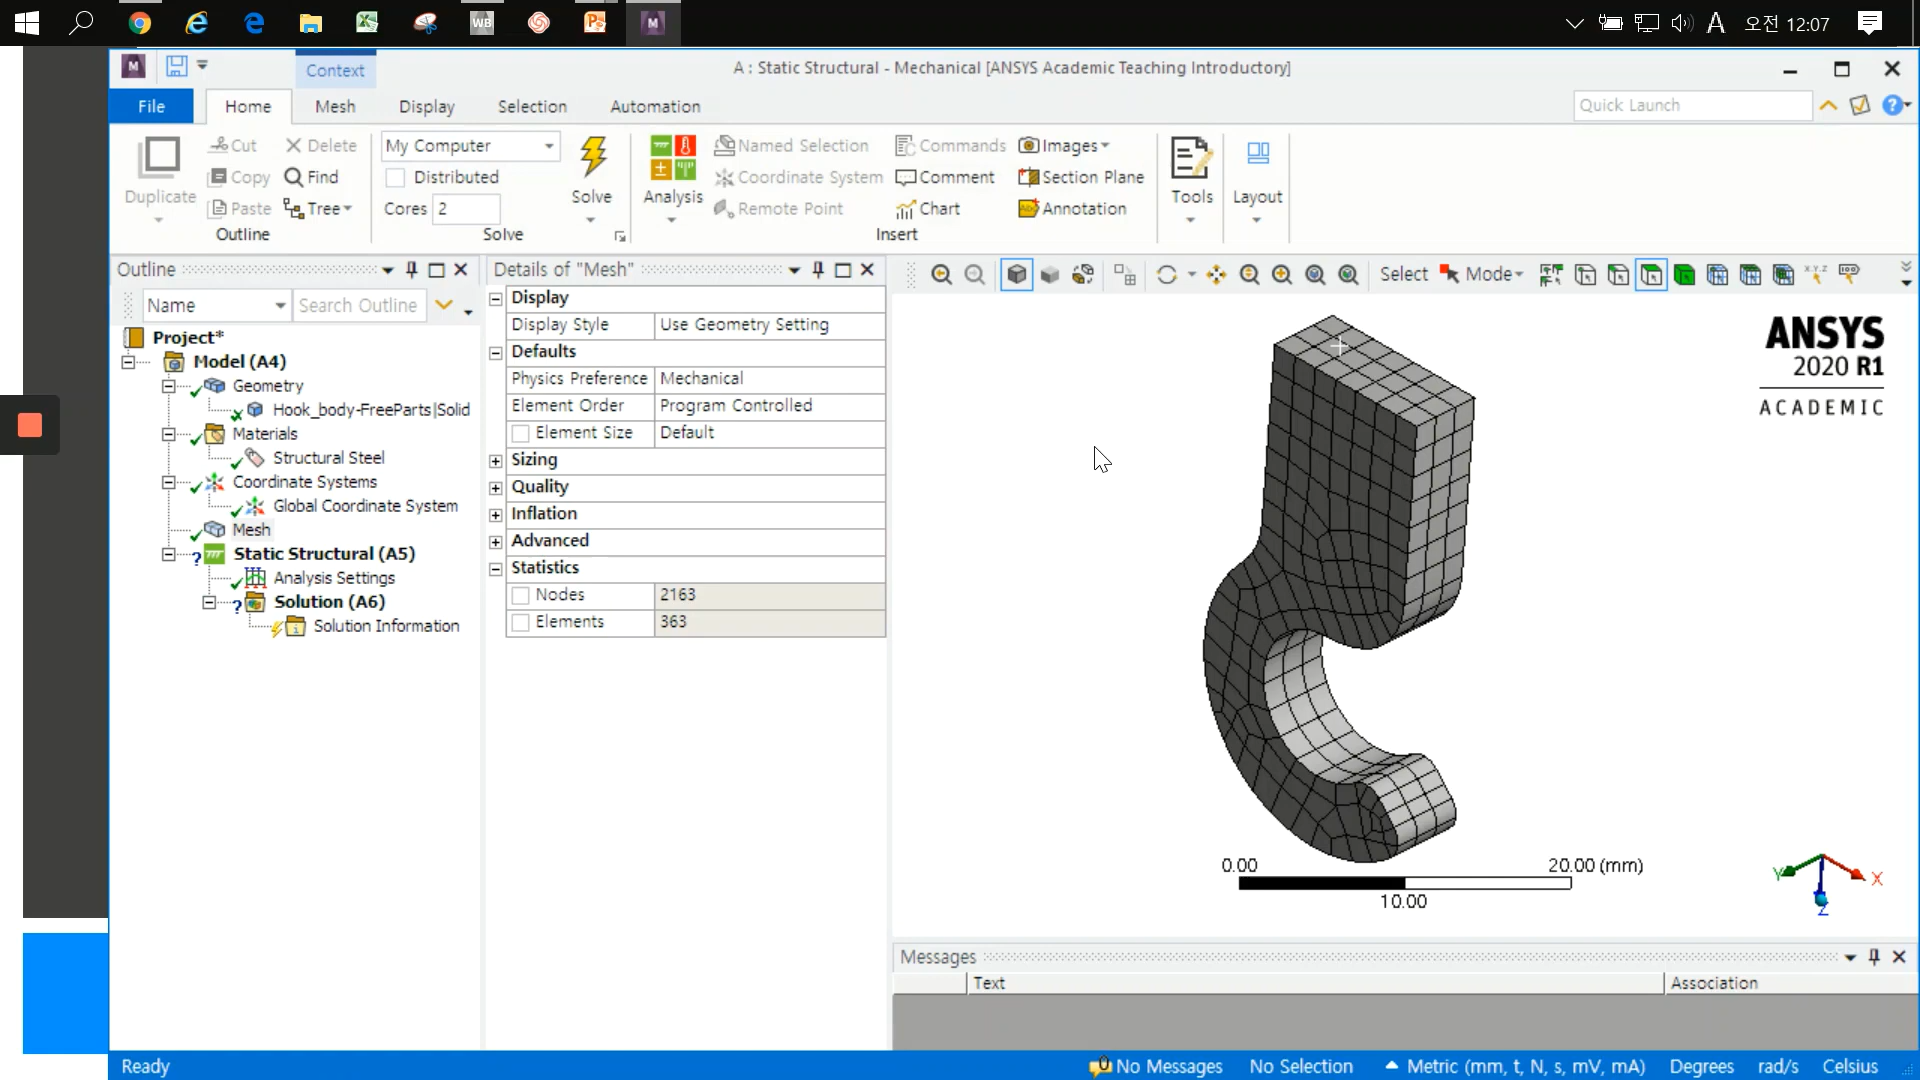 WB
P
M
A
오전 12:07
M
Context
A : Static Structural - Mechanical [ANSYS Academic Teaching Introductory]
File
Home
Mesh
Display
Selection
Automation
Quick Launch
Duplicate
Cut
Delete
Copy
Find
Paste
Tree
Outline
My Computer
Distributed
Cores 2
Solve
Solve
Analysis
Named Selection
Commands
Images
Coordinate System
Comment
Section Plane
Remote Point
Chart
Annotation
Insert
Tools
Layout
Outline
Name
Search Outline
Project*
Model (A4)
Geometry
Hook_body-FreeParts|Solid
Materials
Structural Steel
Coordinate Systems
Global Coordinate System
Mesh
Static Structural (A5)
Analysis Settings
Solution (A6)
Solution Information
Details of "Mesh"
Display
Display Style Use Geometry Setting
Defaults
Physics Preference Mechanical
Element Order Program Controlled
Element Size Default
Sizing
Quality
Inflation
Advanced
Statistics
Nodes 2163
Elements 363
Select Mode
ANSYS
2020 R1
ACADEMIC
0.00
20.00 (mm)
10.00
Y
X
Z
Messages
Text
Association
Ready
No Messages
No Selection
Metric (mm, t, N, s, mV, mA)
Degrees
rad/s
Celsius